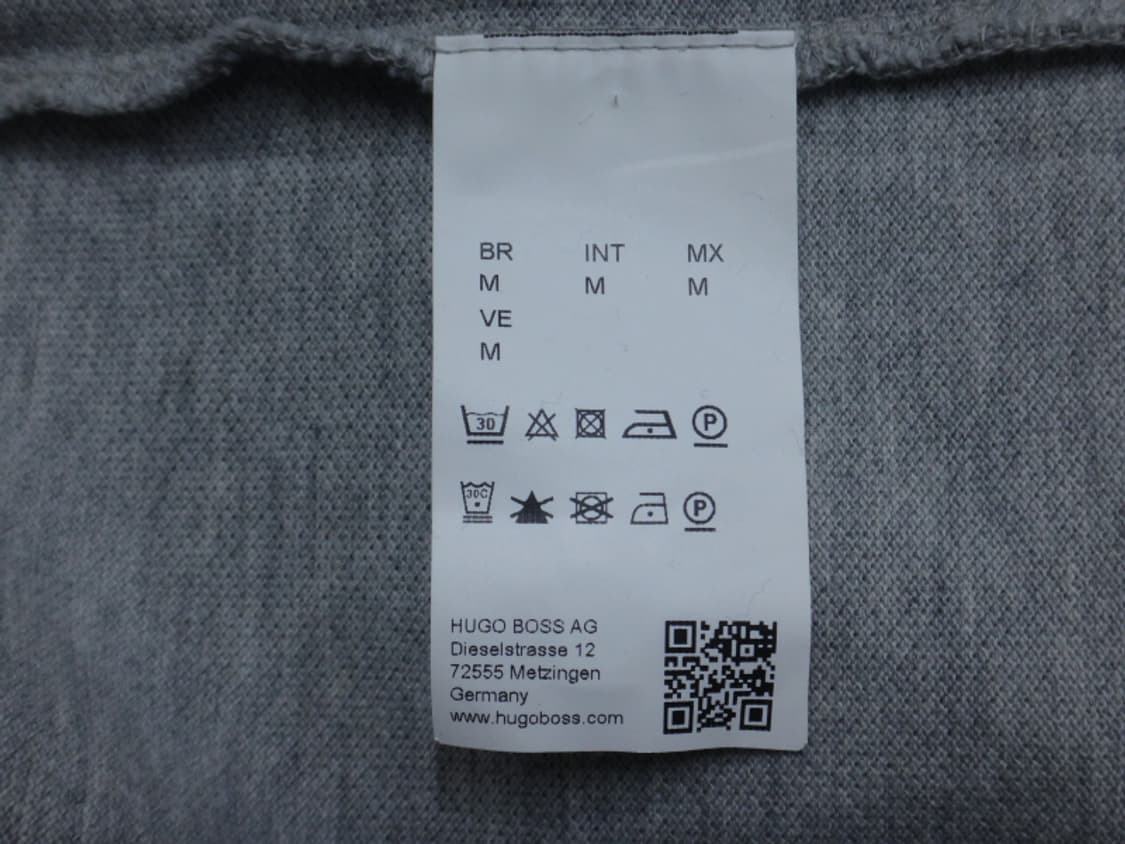 BR INT MX
M M M
VE
M
30 P
30C P
HUGO BOSS AG
Dieselstrasse 12
72555 Metzingen
Germany
www.hugoboss.com